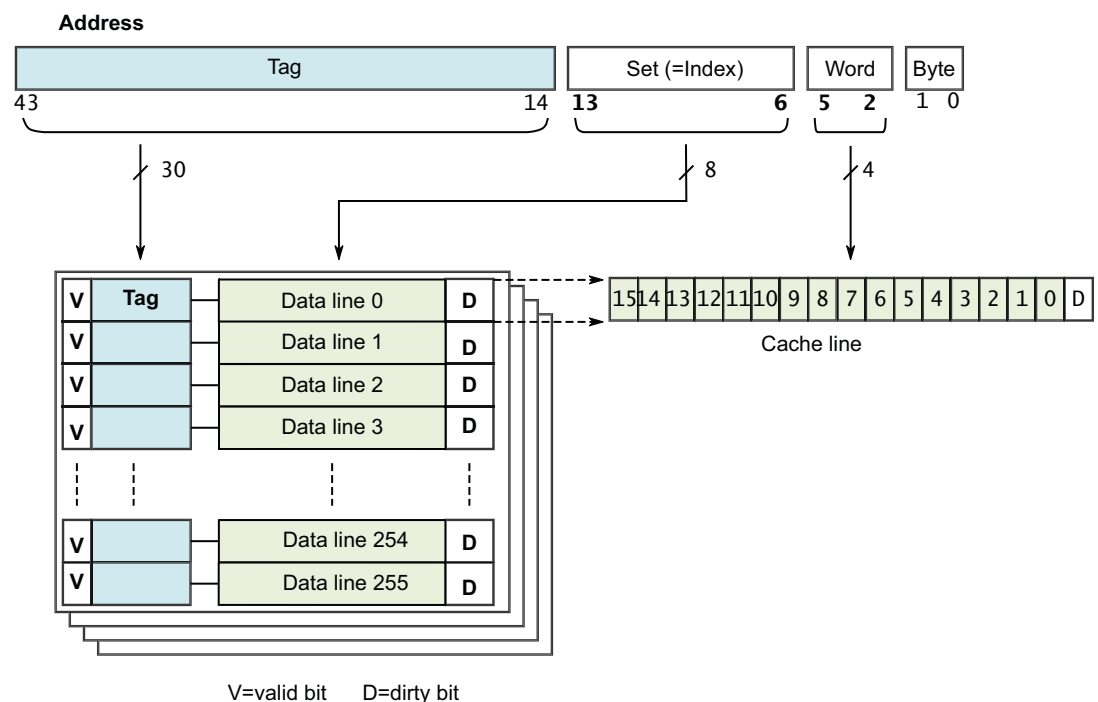 Address
Tag Set (=Index) Word Byte
43 14 13 6 5 2 1 0
30 8 4
V Tag Data line 0 D 15 14 13 12 11 10 9 8 7 6 5 4 3 2 1 0 D
V Data line 1 D
Cache line
V Data line 2 D
V Data line 3 D
V Data line 254 D
V Data line 255 D
V=valid bit D=dirty bit